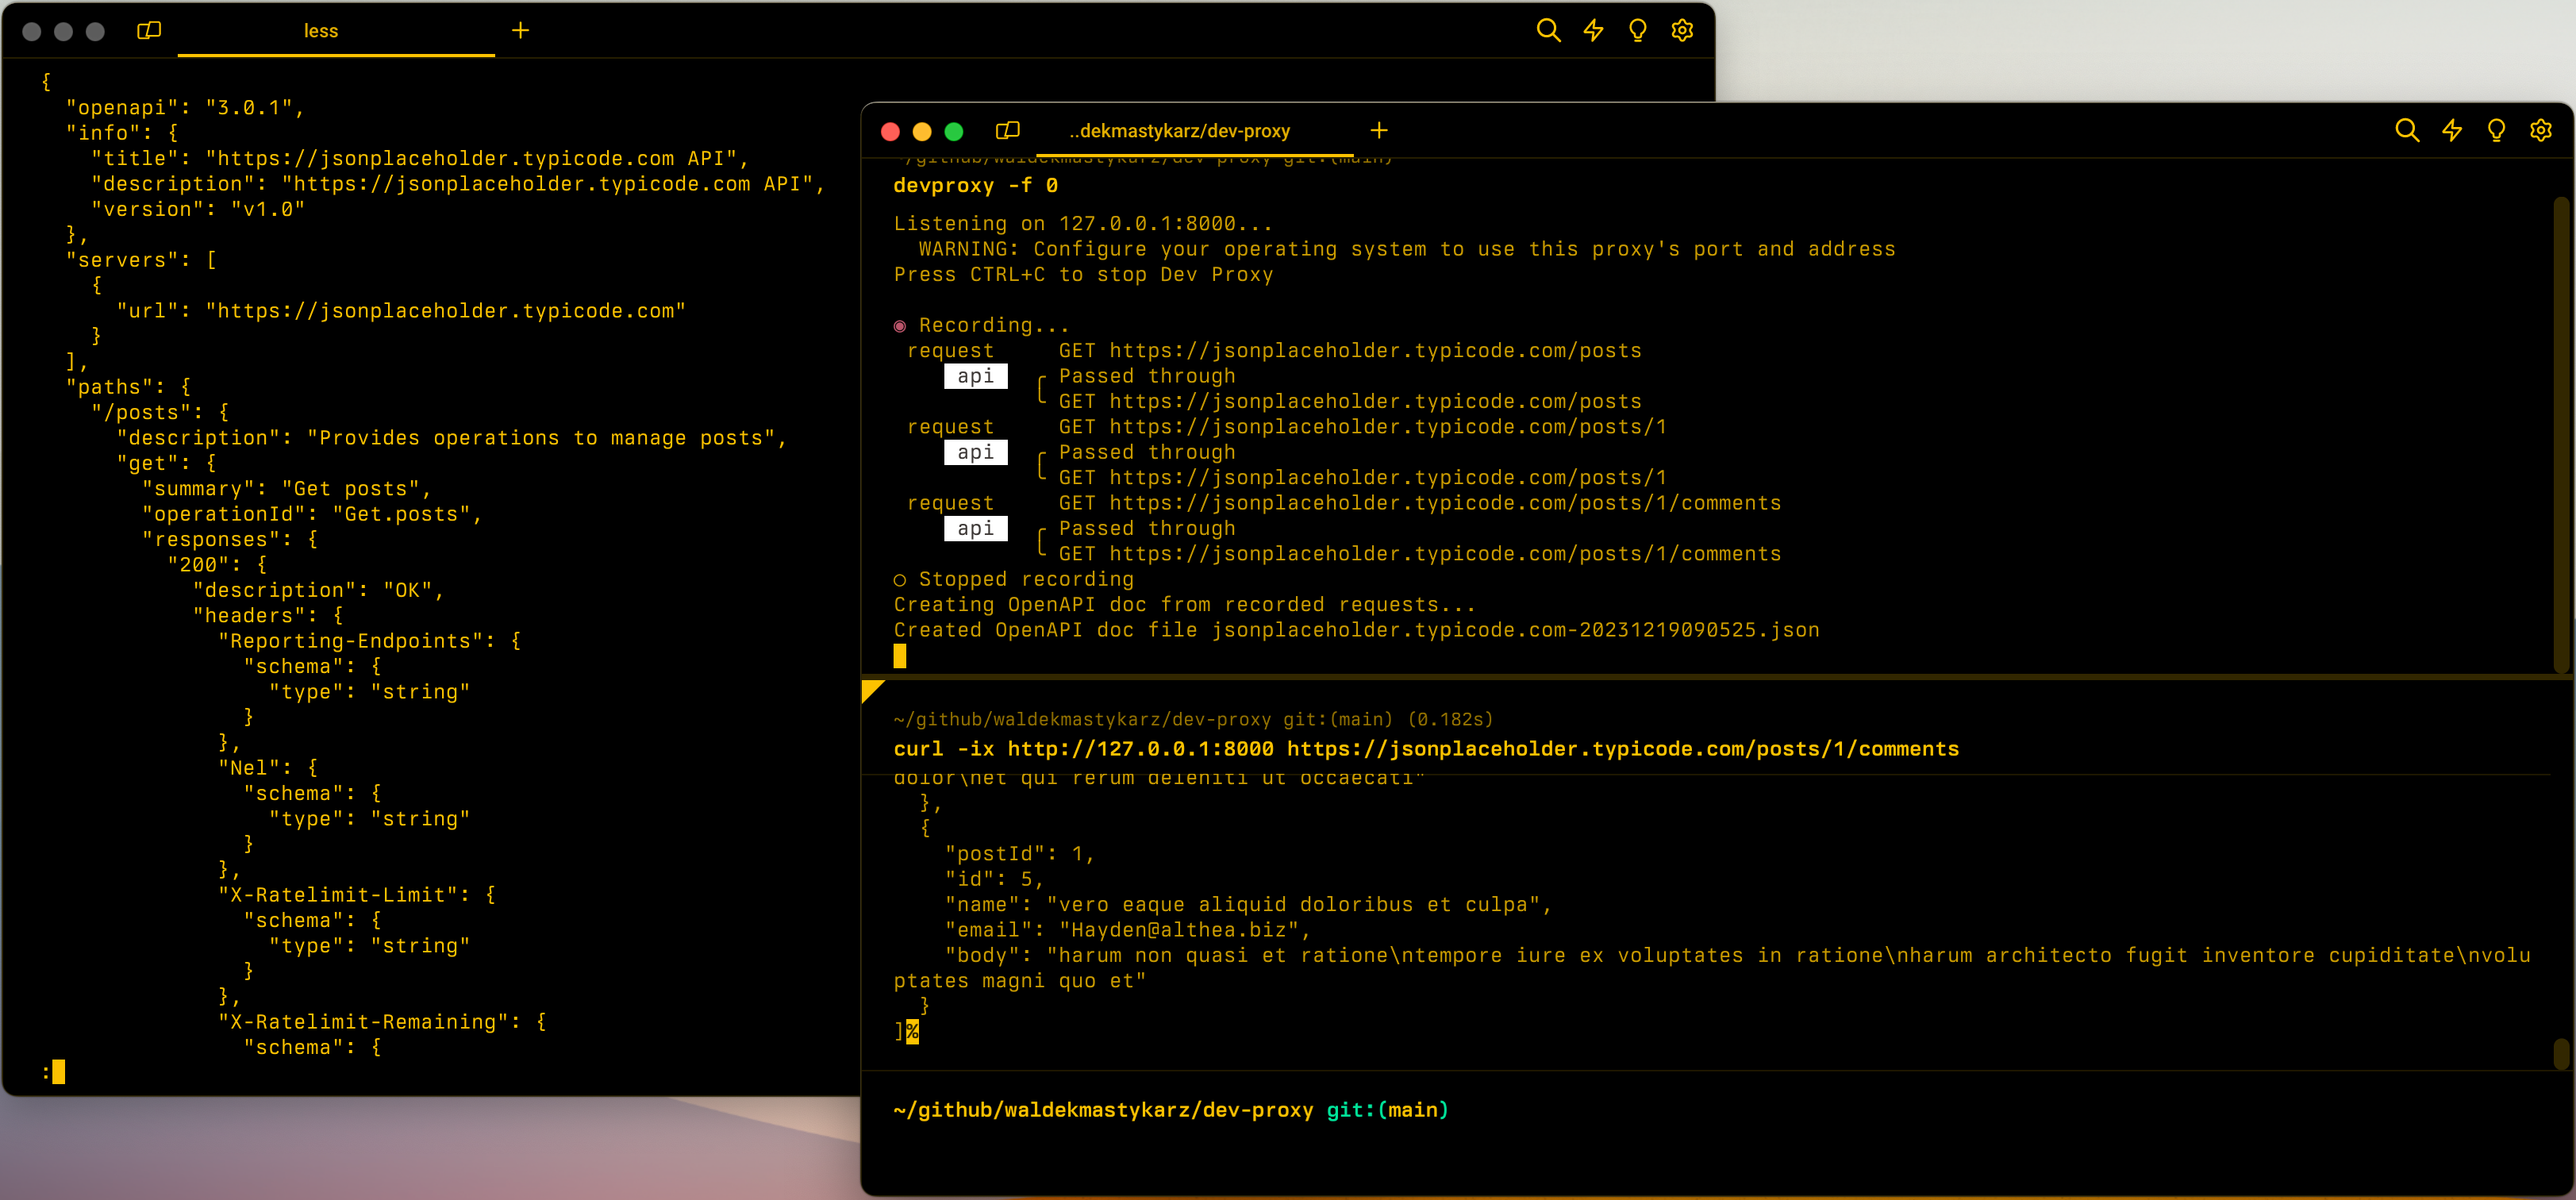 less
{
  "openapi": "3.0.1",
  "info": {
    "title": "https://jsonplaceholder.typicode.com API",
    "description": "https://jsonplaceholder.typicode.com API",
    "version": "v1.0"
  },
  "servers": [
    {
      "url": "https://jsonplaceholder.typicode.com"
    }
  ],
  "paths": {
    "/posts": {
      "description": "Provides operations to manage posts",
      "get": {
        "summary": "Get posts",
        "operationId": "Get.posts",
        "responses": {
          "200": {
            "description": "OK",
            "headers": {
              "Reporting-Endpoints": {
                "schema": {
                  "type": "string"
                }
              },
              "Nel": {
                "schema": {
                  "type": "string"
                }
              },
              "X-Ratelimit-Limit": {
                "schema": {
                  "type": "string"
                }
              },
              "X-Ratelimit-Remaining": {
                "schema": {
:
..dekmastykarz/dev-proxy
~/github/waldekmastykarz/dev-proxy git:(main)
devproxy -f 0
Listening on 127.0.0.1:8000...
  WARNING: Configure your operating system to use this proxy's port and address
Press CTRL+C to stop Dev Proxy
◉ Recording...
 request     GET https://jsonplaceholder.typicode.com/posts
     api   ╭ Passed through
           ╰ GET https://jsonplaceholder.typicode.com/posts
 request     GET https://jsonplaceholder.typicode.com/posts/1
     api   ╭ Passed through
           ╰ GET https://jsonplaceholder.typicode.com/posts/1
 request     GET https://jsonplaceholder.typicode.com/posts/1/comments
     api   ╭ Passed through
           ╰ GET https://jsonplaceholder.typicode.com/posts/1/comments
○ Stopped recording
Creating OpenAPI doc from recorded requests...
Created OpenAPI doc file jsonplaceholder.typicode.com-20231219090525.json
~/github/waldekmastykarz/dev-proxy git:(main) (0.182s)
curl -ix http://127.0.0.1:8000 https://jsonplaceholder.typicode.com/posts/1/comments
dolor\net qui rerum deleniti ut occaecati"
  },
  {
    "postId": 1,
    "id": 5,
    "name": "vero eaque aliquid doloribus et culpa",
    "email": "Hayden@althea.biz",
    "body": "harum non quasi et ratione\ntempore iure ex voluptates in ratione\nharum architecto fugit inventore cupiditate\nvolu
ptates magni quo et"
  }
]%
~/github/waldekmastykarz/dev-proxy git:(main)